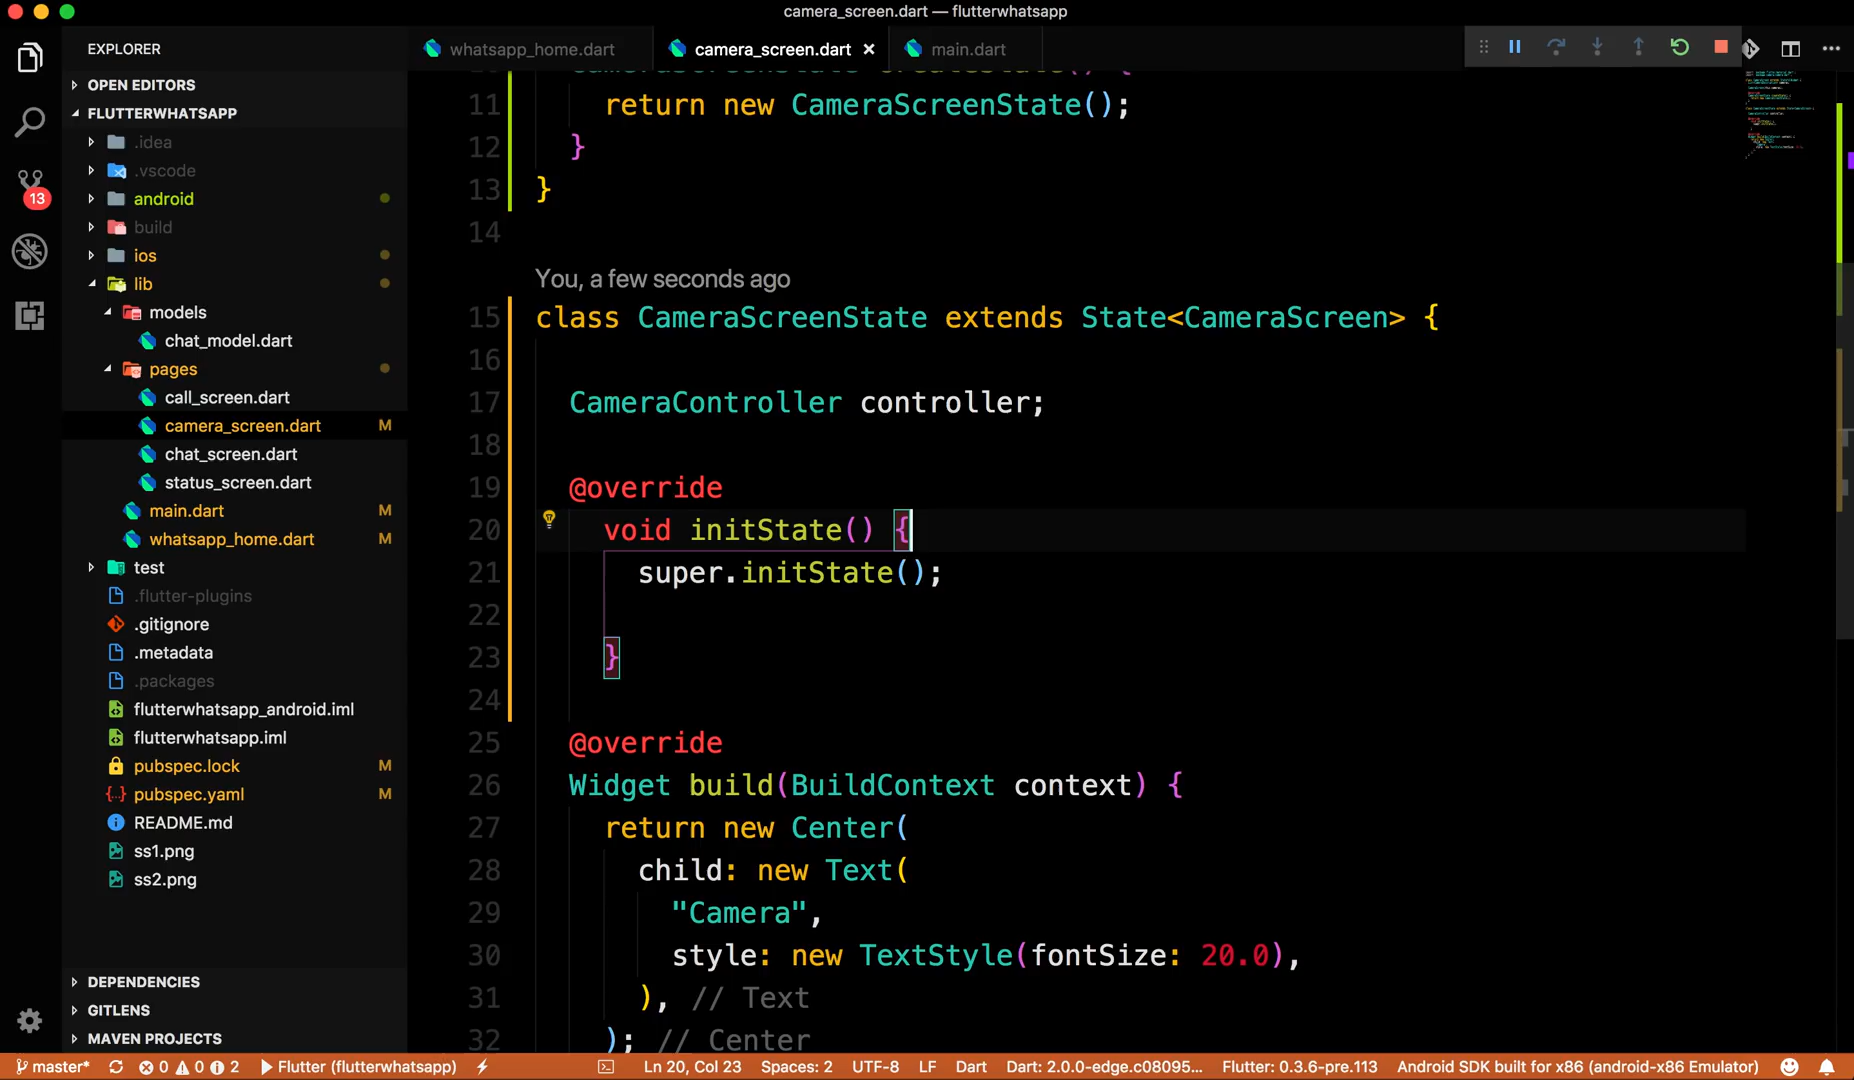 camera_screen.dart — flutterwhatsapp
EXPLORER
whatsapp_home.dart
camera_screen.dart ×
main.dart
OPEN EDITORS
FLUTTERWHATSAPP
.idea
.vscode
android
build
ios
lib
models
chat_model.dart
pages
call_screen.dart
camera_screen.dart M
chat_screen.dart
status_screen.dart
main.dart M
whatsapp_home.dart M
test
.flutter-plugins
.gitignore
.metadata
.packages
flutterwhatsapp_android.iml
flutterwhatsapp.iml
pubspec.lock M
pubspec.yaml M
README.md
ss1.png
ss2.png
DEPENDENCIES
GITLENS
MAVEN PROJECTS
13
11 return new CameraScreenState();
12 }
13 }
14
You, a few seconds ago
15 class CameraScreenState extends State<CameraScreen> {
16
17 CameraController controller;
18
19 @override
20 void initState() {
21 super.initState();
22
23 }
24
25 @override
26 Widget build(BuildContext context) {
27 return new Center(
28 child: new Text(
29 "Camera",
30 style: new TextStyle(fontSize: 20.0),
31 ), // Text
32 ); // Center
master* 0 0 2 Flutter (flutterwhatsapp) Ln 20, Col 23 Spaces: 2 UTF-8 LF Dart Dart: 2.0.0-edge.c08095... Flutter: 0.3.6-pre.113 Android SDK built for x86 (android-x86 Emulator)